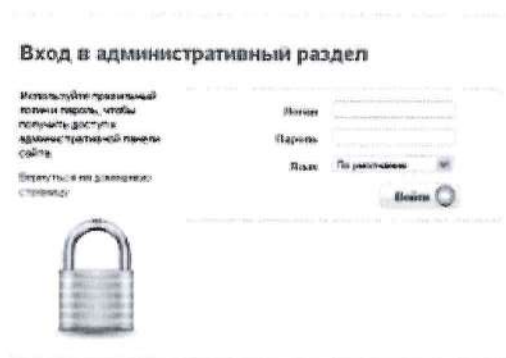 Вход в административный раздел
Используйте правильный
логин и пароль, чтобы
получить доступ к
административной панели
сайта.
Вернуться на домашнюю
страницу
Логин
Пароль
Язык По умолчанию
Войти